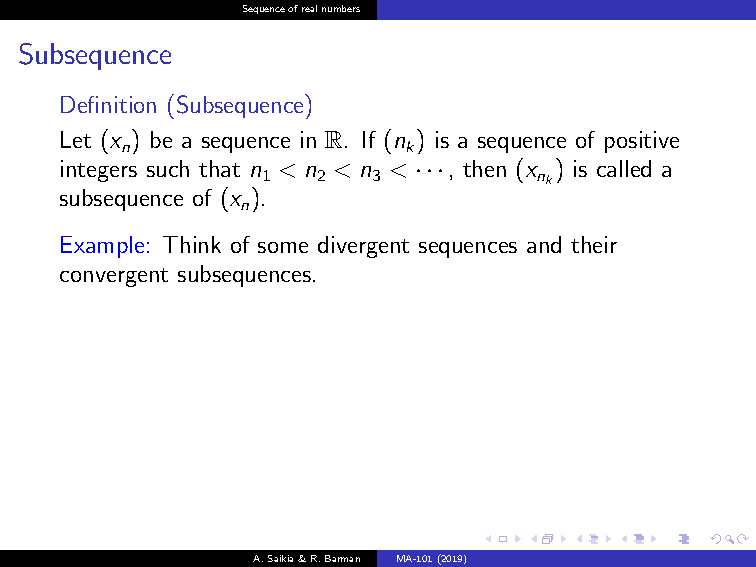 Sequence of real numbers
Subsequence
Definition (Subsequence)
Let (xₙ) be a sequence in ℝ. If (nₖ) is a sequence of positive
integers such that n₁ < n₂ < n₃ < ⋯, then (xₙₖ) is called a
subsequence of (xₙ).
Example: Think of some divergent sequences and their
convergent subsequences.
A. Saikia & R. Barman MA-101 (2019)